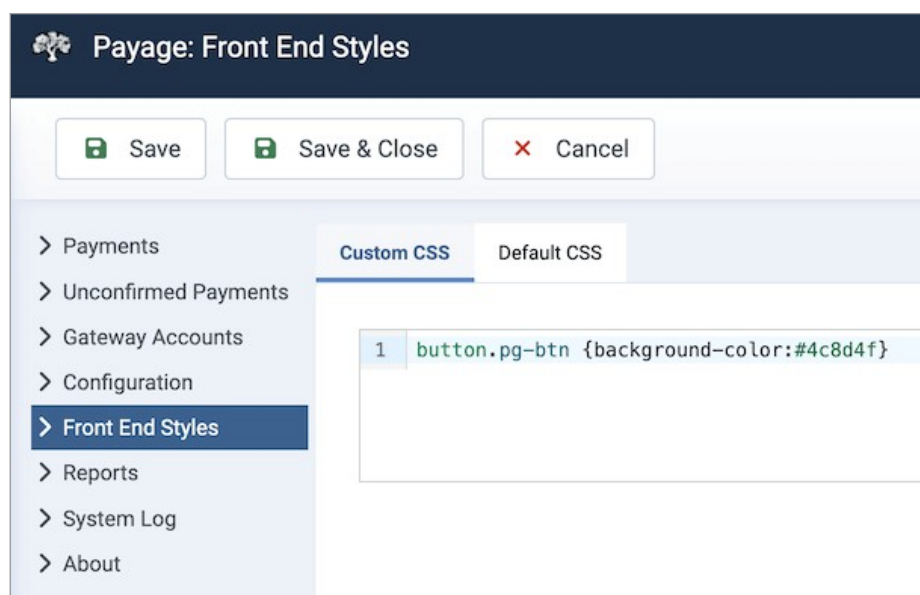 Payage: Front End Styles
Save
Save & Close
Cancel
Payments
Unconfirmed Payments
Gateway Accounts
Configuration
Front End Styles
Reports
System Log
About
Custom CSS
Default CSS
1 button.pg-btn {background-color:#4c8d4f}